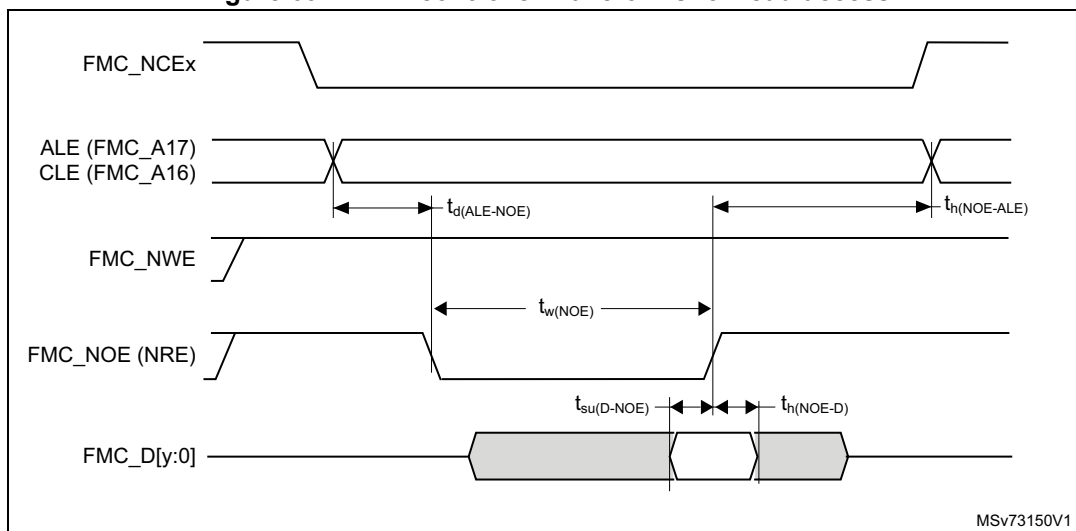 FMC_NCEx
ALE (FMC_A17)
CLE (FMC_A16)
td(ALE-NOE)
th(NOE-ALE)
FMC_NWE
tw(NOE)
FMC_NOE (NRE)
tsu(D-NOE)
th(NOE-D)
FMC_D[y:0]
MSv73150V1